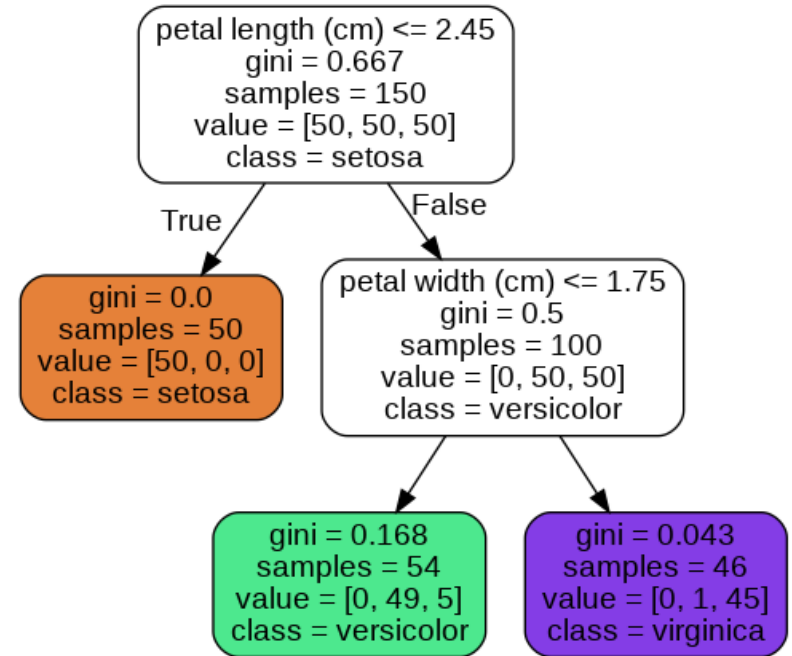 petal length (cm) <= 2.45
gini = 0.667
samples = 150
value = [50, 50, 50]
class = setosa
True
False
gini = 0.0
samples = 50
value = [50, 0, 0]
class = setosa
petal width (cm) <= 1.75
gini = 0.5
samples = 100
value = [0, 50, 50]
class = versicolor
gini = 0.168
samples = 54
value = [0, 49, 5]
class = versicolor
gini = 0.043
samples = 46
value = [0, 1, 45]
class = virginica